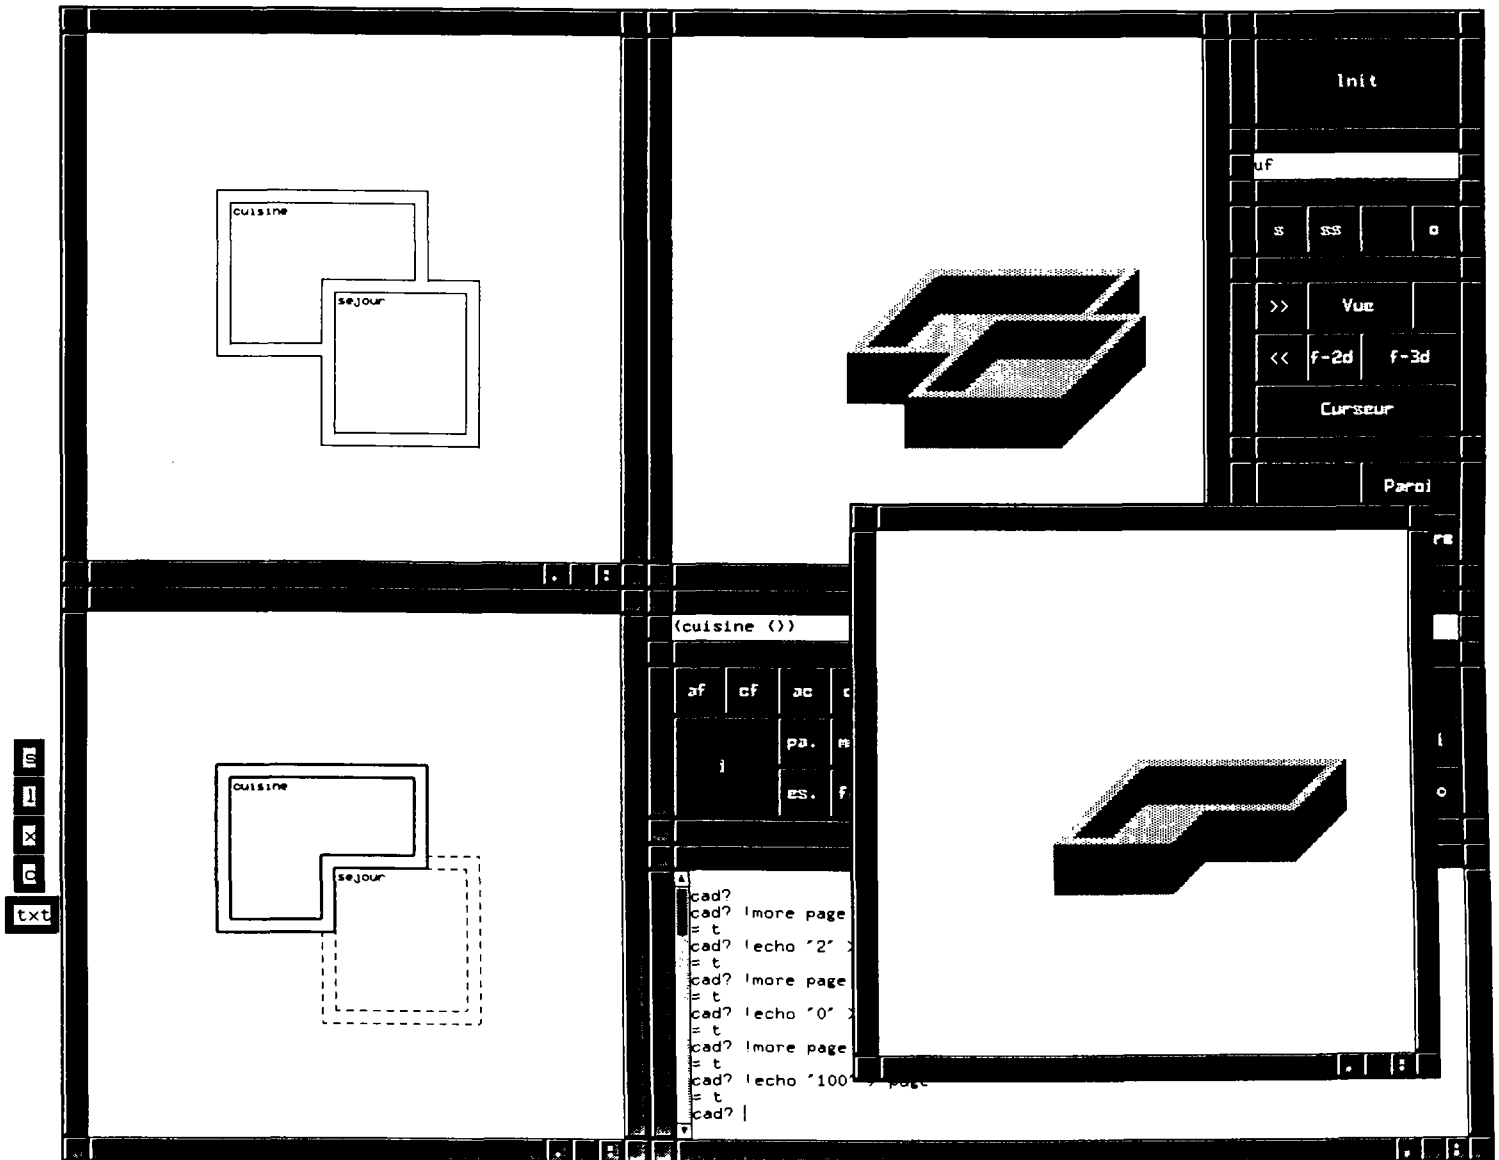 Init
uf
s ss o
>> Vue
<< f-2d f-3d
Curseur
Paroi
cuisine
sejour
cuisine
sejour
(cuisine ())
af cf ac
pa.
i
es.
s
l
x
c
txt
cad?
cad? !more page
= t
cad? !echo "2" >
= t
cad? !more page
= t
cad? !echo "0" >
= t
cad? !more page
= t
cad? !echo "100" > page
= t
cad?